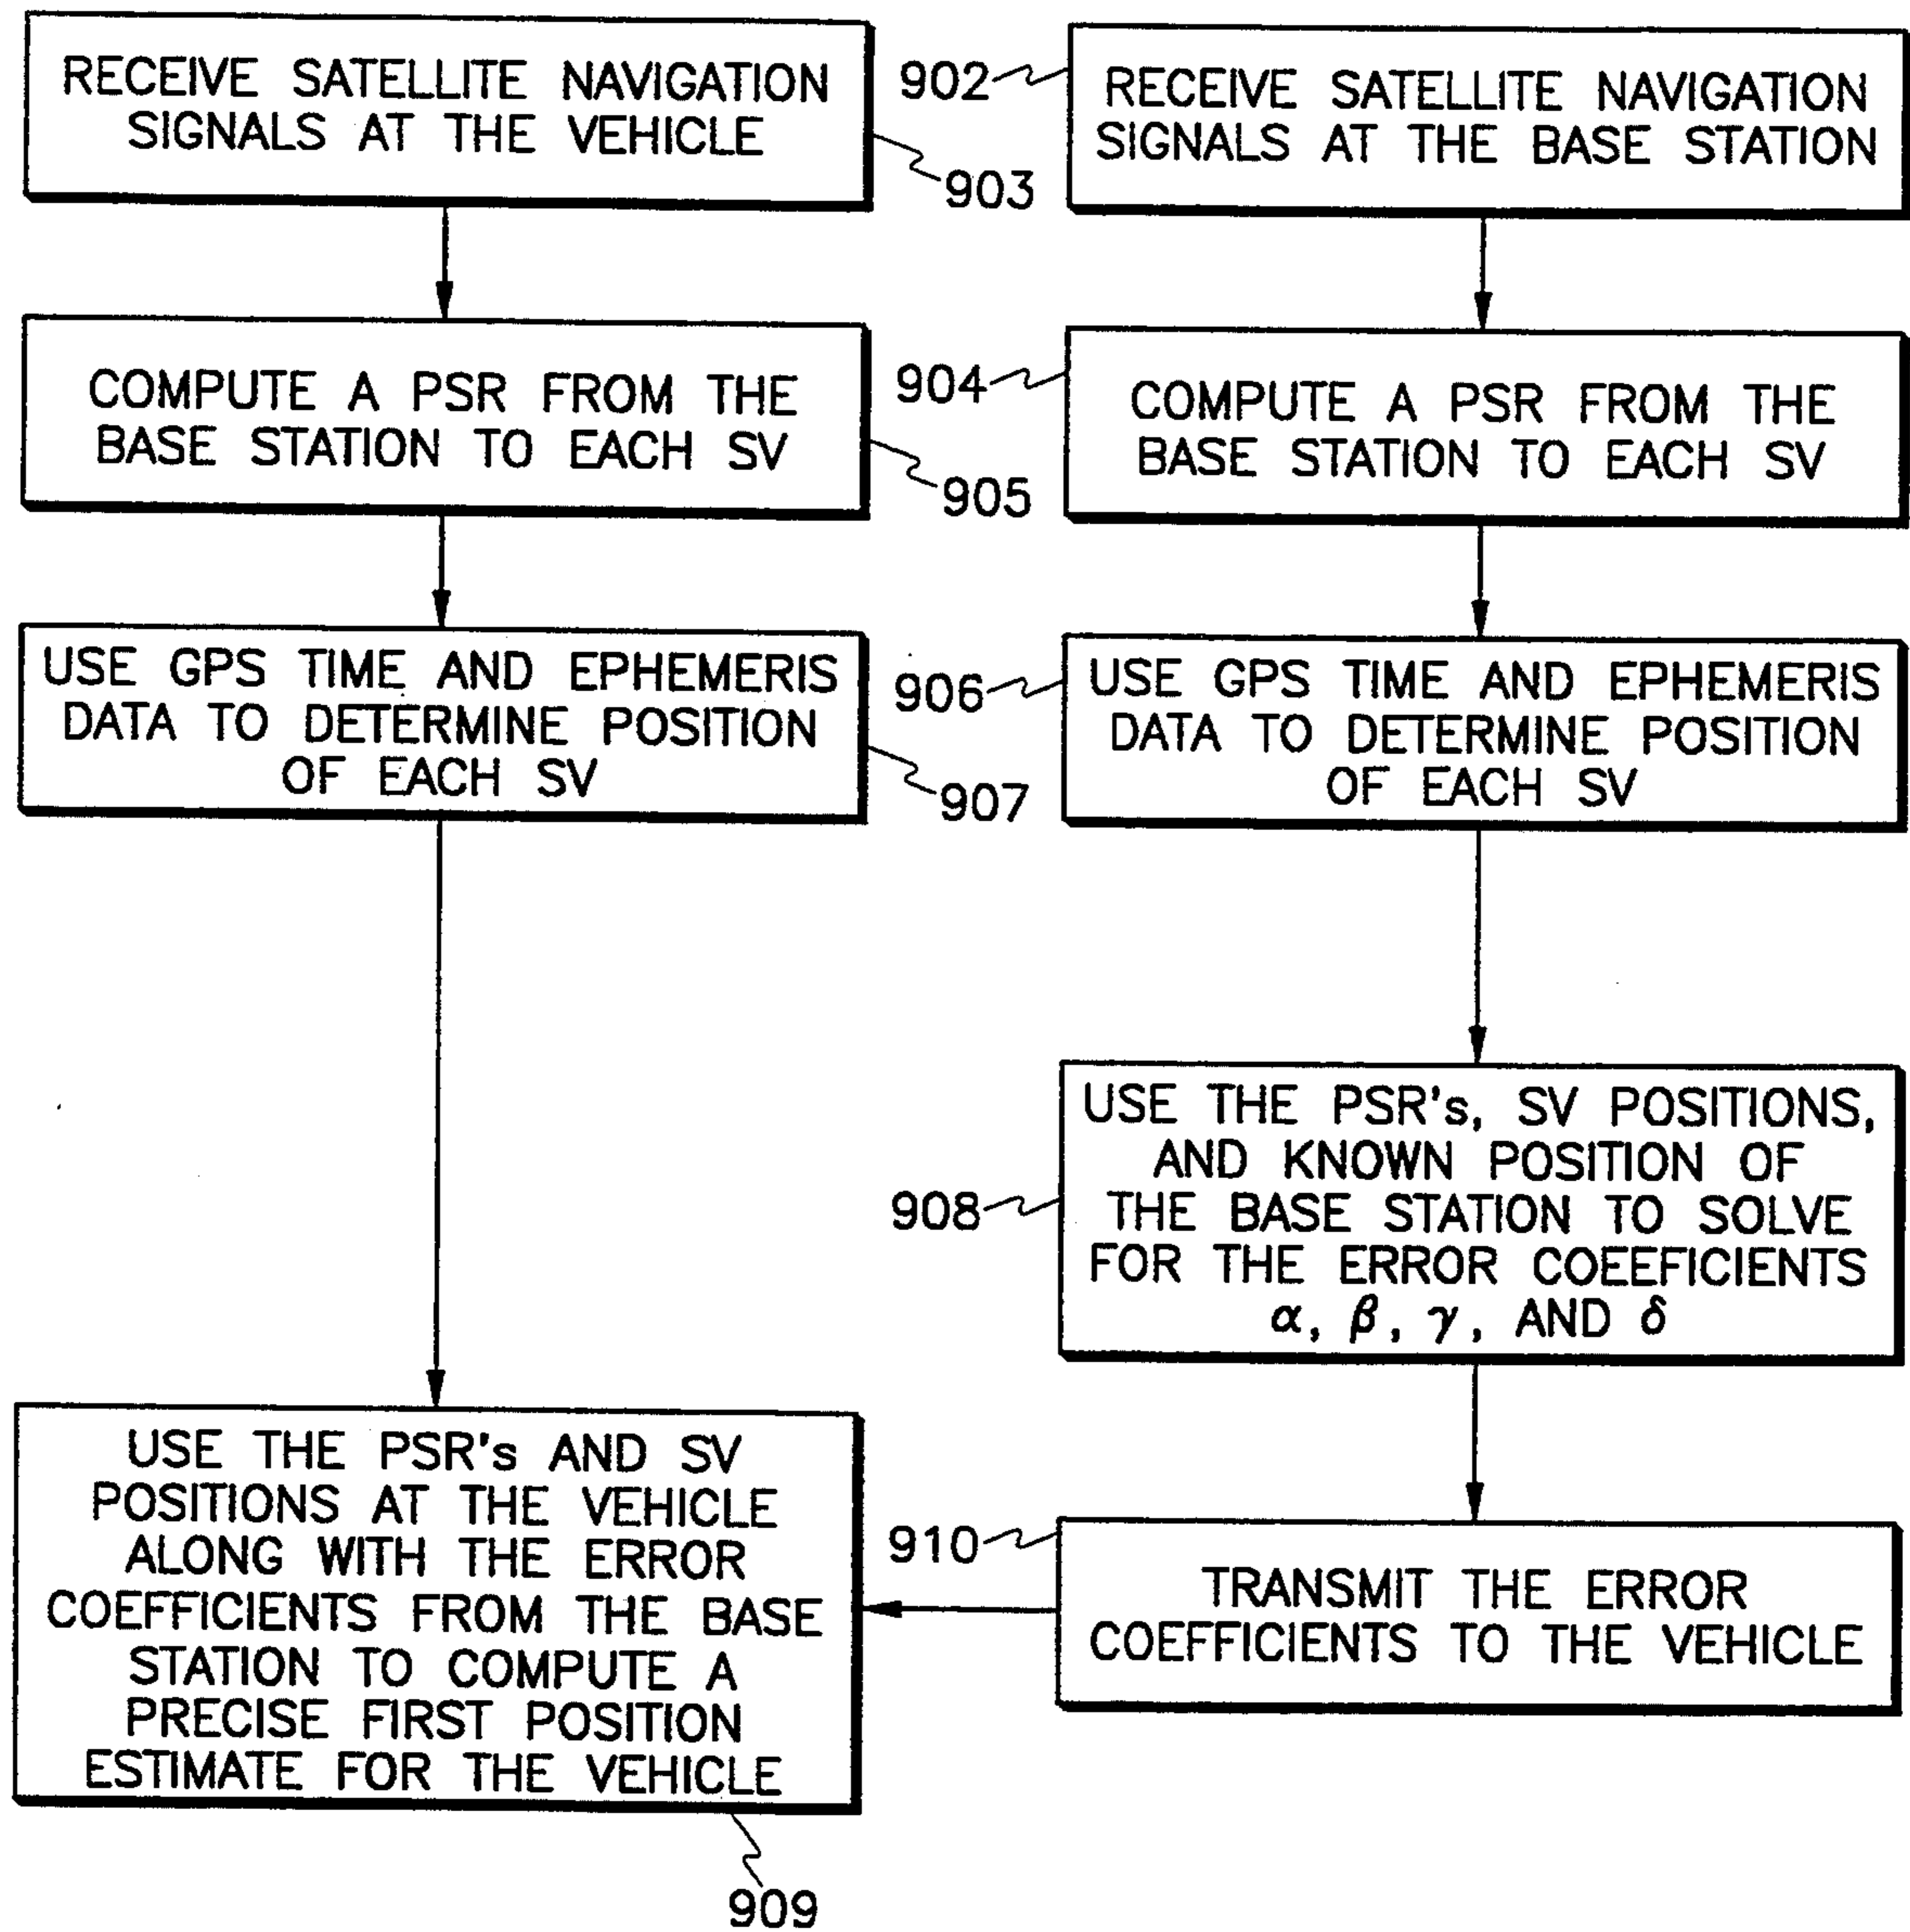 RECEIVE SATELLITE NAVIGATION
SIGNALS AT THE VEHICLE
903
902
RECEIVE SATELLITE NAVIGATION
SIGNALS AT THE BASE STATION
COMPUTE A PSR FROM THE
BASE STATION TO EACH SV
905
904
COMPUTE A PSR FROM THE
BASE STATION TO EACH SV
USE GPS TIME AND EPHEMERIS
DATA TO DETERMINE POSITION
OF EACH SV
907
906
USE GPS TIME AND EPHEMERIS
DATA TO DETERMINE POSITION
OF EACH SV
908
USE THE PSR's, SV POSITIONS,
AND KNOWN POSITION OF
THE BASE STATION TO SOLVE
FOR THE ERROR COEEFICIENTS
α, β, γ, AND δ
USE THE PSR's AND SV
POSITIONS AT THE VEHICLE
ALONG WITH THE ERROR
COEFFICIENTS FROM THE BASE
STATION TO COMPUTE A
PRECISE FIRST POSITION
ESTIMATE FOR THE VEHICLE
909
910
TRANSMIT THE ERROR
COEFFICIENTS TO THE VEHICLE